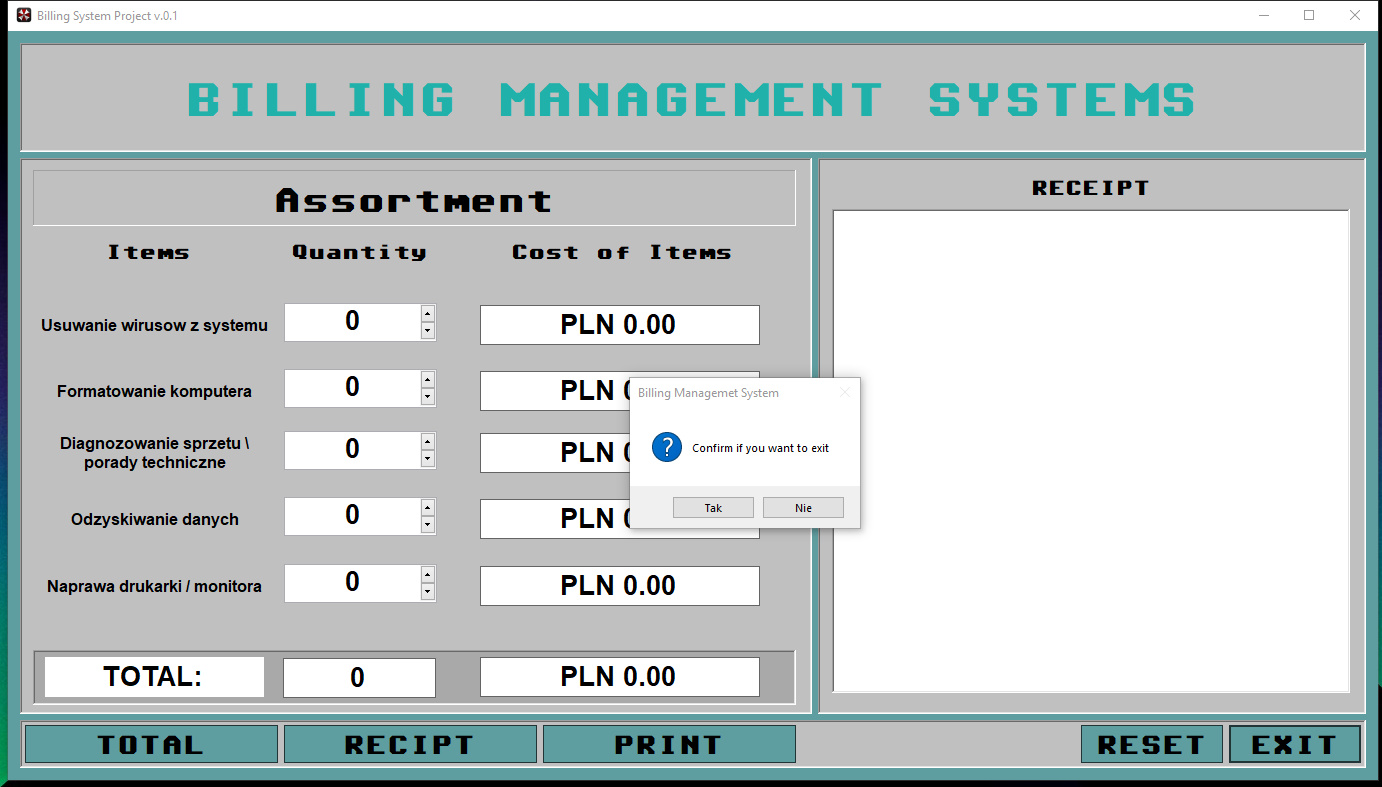 Billing System Project v.0.1
BILLING MANAGEMENT SYSTEMS
Assortment
Items Quantity Cost of Items
Usuwanie wirusow z systemu 0 PLN 0.00
Formatowanie komputera 0 PLN
Diagnozowanie sprzetu \
porady techniczne 0 PLN
Odzyskiwanie danych 0 PLN
Naprawa drukarki / monitora 0 PLN 0.00
TOTAL: 0 PLN 0.00
RECEIPT
Billing Managemet System
? Confirm if you want to exit
Tak Nie
TOTAL RECIPT PRINT RESET EXIT